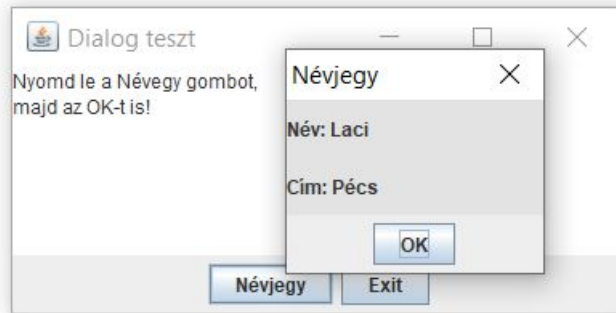 Dialog teszt
Nyomd le a Névegy gombot,
majd az OK-t is!
Névjegy
Név: Laci
Cím: Pécs
OK
Névjegy
Exit